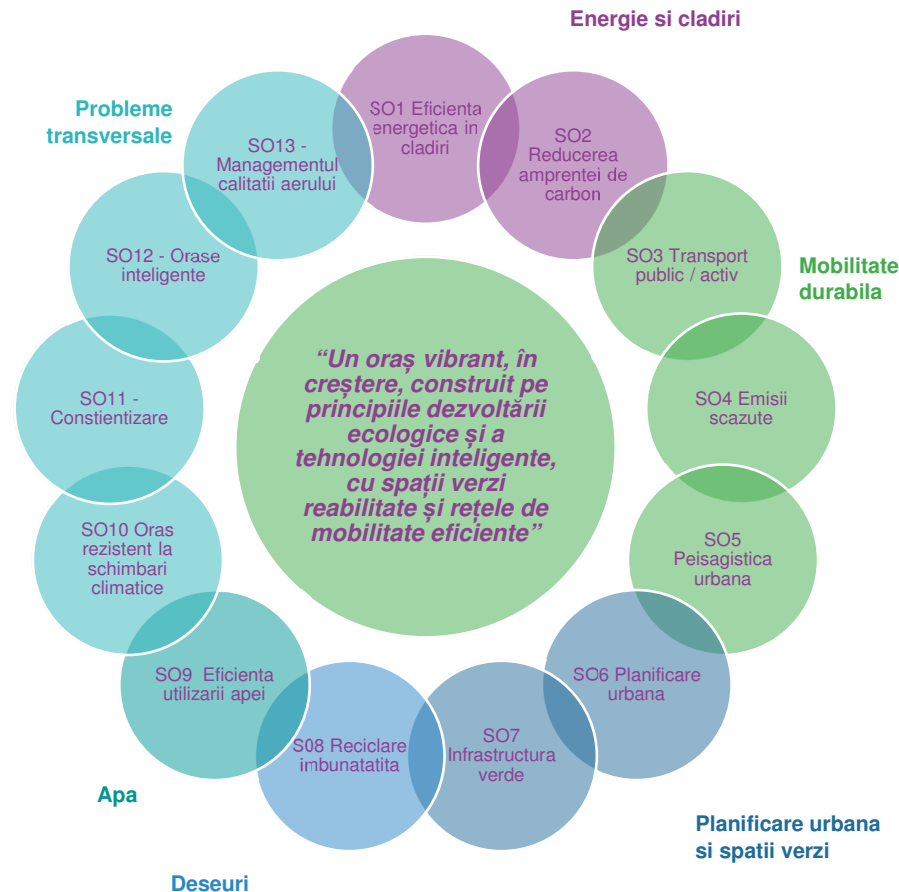 Energie si cladiri
SO1 Eficienta
energetica in
cladiri
SO2
Reducerea
amprentei de
carbon
Mobilitate
durabila
SO3 Transport
public / activ
SO4 Emisii
scazute
SO5
Peisagistica
urbana
Planificare urbana
si spatii verzi
SO6 Planificare
urbana
SO7
Infrastructura
verde
Deseuri
S08 Reciclare
imbunatatita
Apa
SO9 Eficienta
utilizarii apei
SO10 Oras
rezistent la
schimbari
climatice
SO11 -
Constientizare
SO12 - Orase
inteligente
Probleme
transversale
SO13 -
Managementul
calitatii aerului
“Un oraș vibrant, în
creștere, construit pe
principiile dezvoltării
ecologice și a
tehnologiei inteligente,
cu spații verzi
reabilitate și rețele de
mobilitate eficiente”